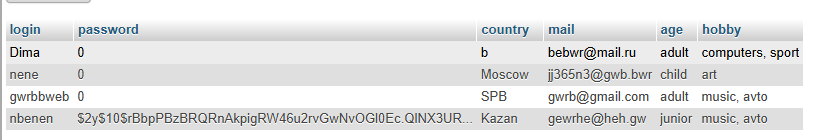 login password country mail age hobby
Dima 0 b bebwr@mail.ru adult computers, sport
nene 0 Moscow jj365n3@gwb.bwr child art
gwrbbweb 0 SPB gwrb@gmail.com adult music, avto
nbenen $2y$10$rBbpPBzBRQRnAkpigRW46u2rvGwNvOGl0Ec.QlNX3UR... Kazan gewrhe@heh.gw junior music, avto